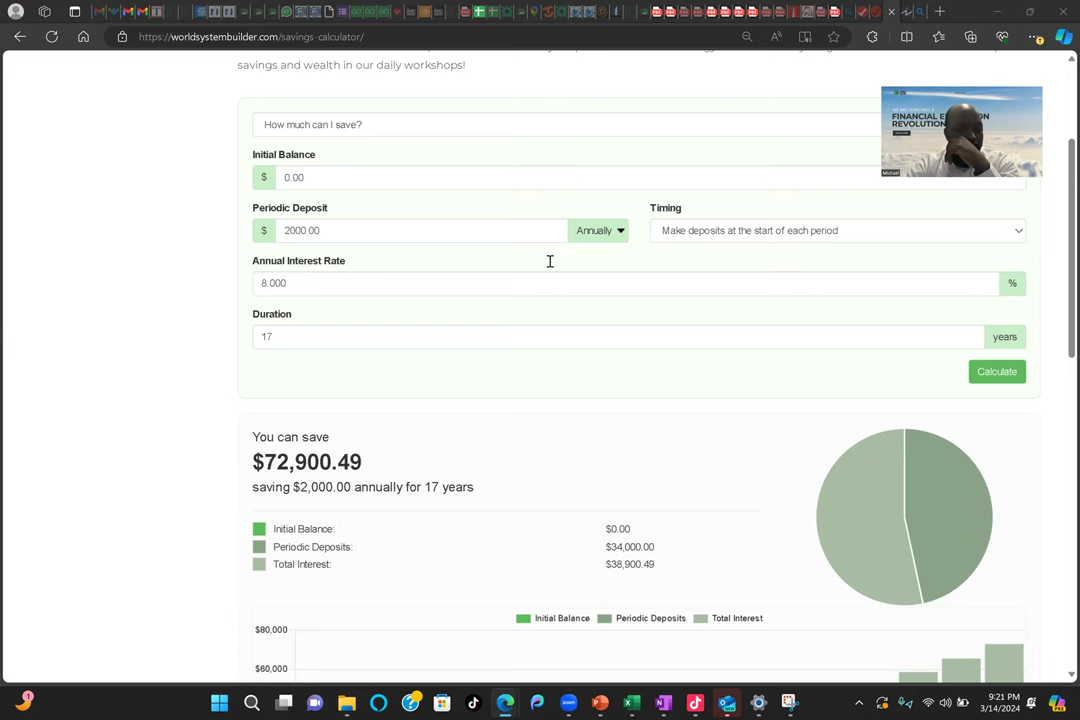 https://worldsystembuilder.com/savings-calculator/
savings and wealth in our daily workshops!
How much can I save?
FINANCIAL
REVOLUTION
Michael
Initial Balance
$ 0.00
Periodic Deposit Timing
$ 2000.00 Annually Make deposits at the start of each period
Annual Interest Rate
8.000 %
Duration
17 years
Calculate
You can save
$72,900.49
saving $2,000.00 annually for 17 years
Initial Balance: $0.00
Periodic Deposits: $34,000.00
Total Interest: $38,900.49
Initial Balance Periodic Deposits Total Interest
$80,000
$60,000
9:21 PM
3/14/2024